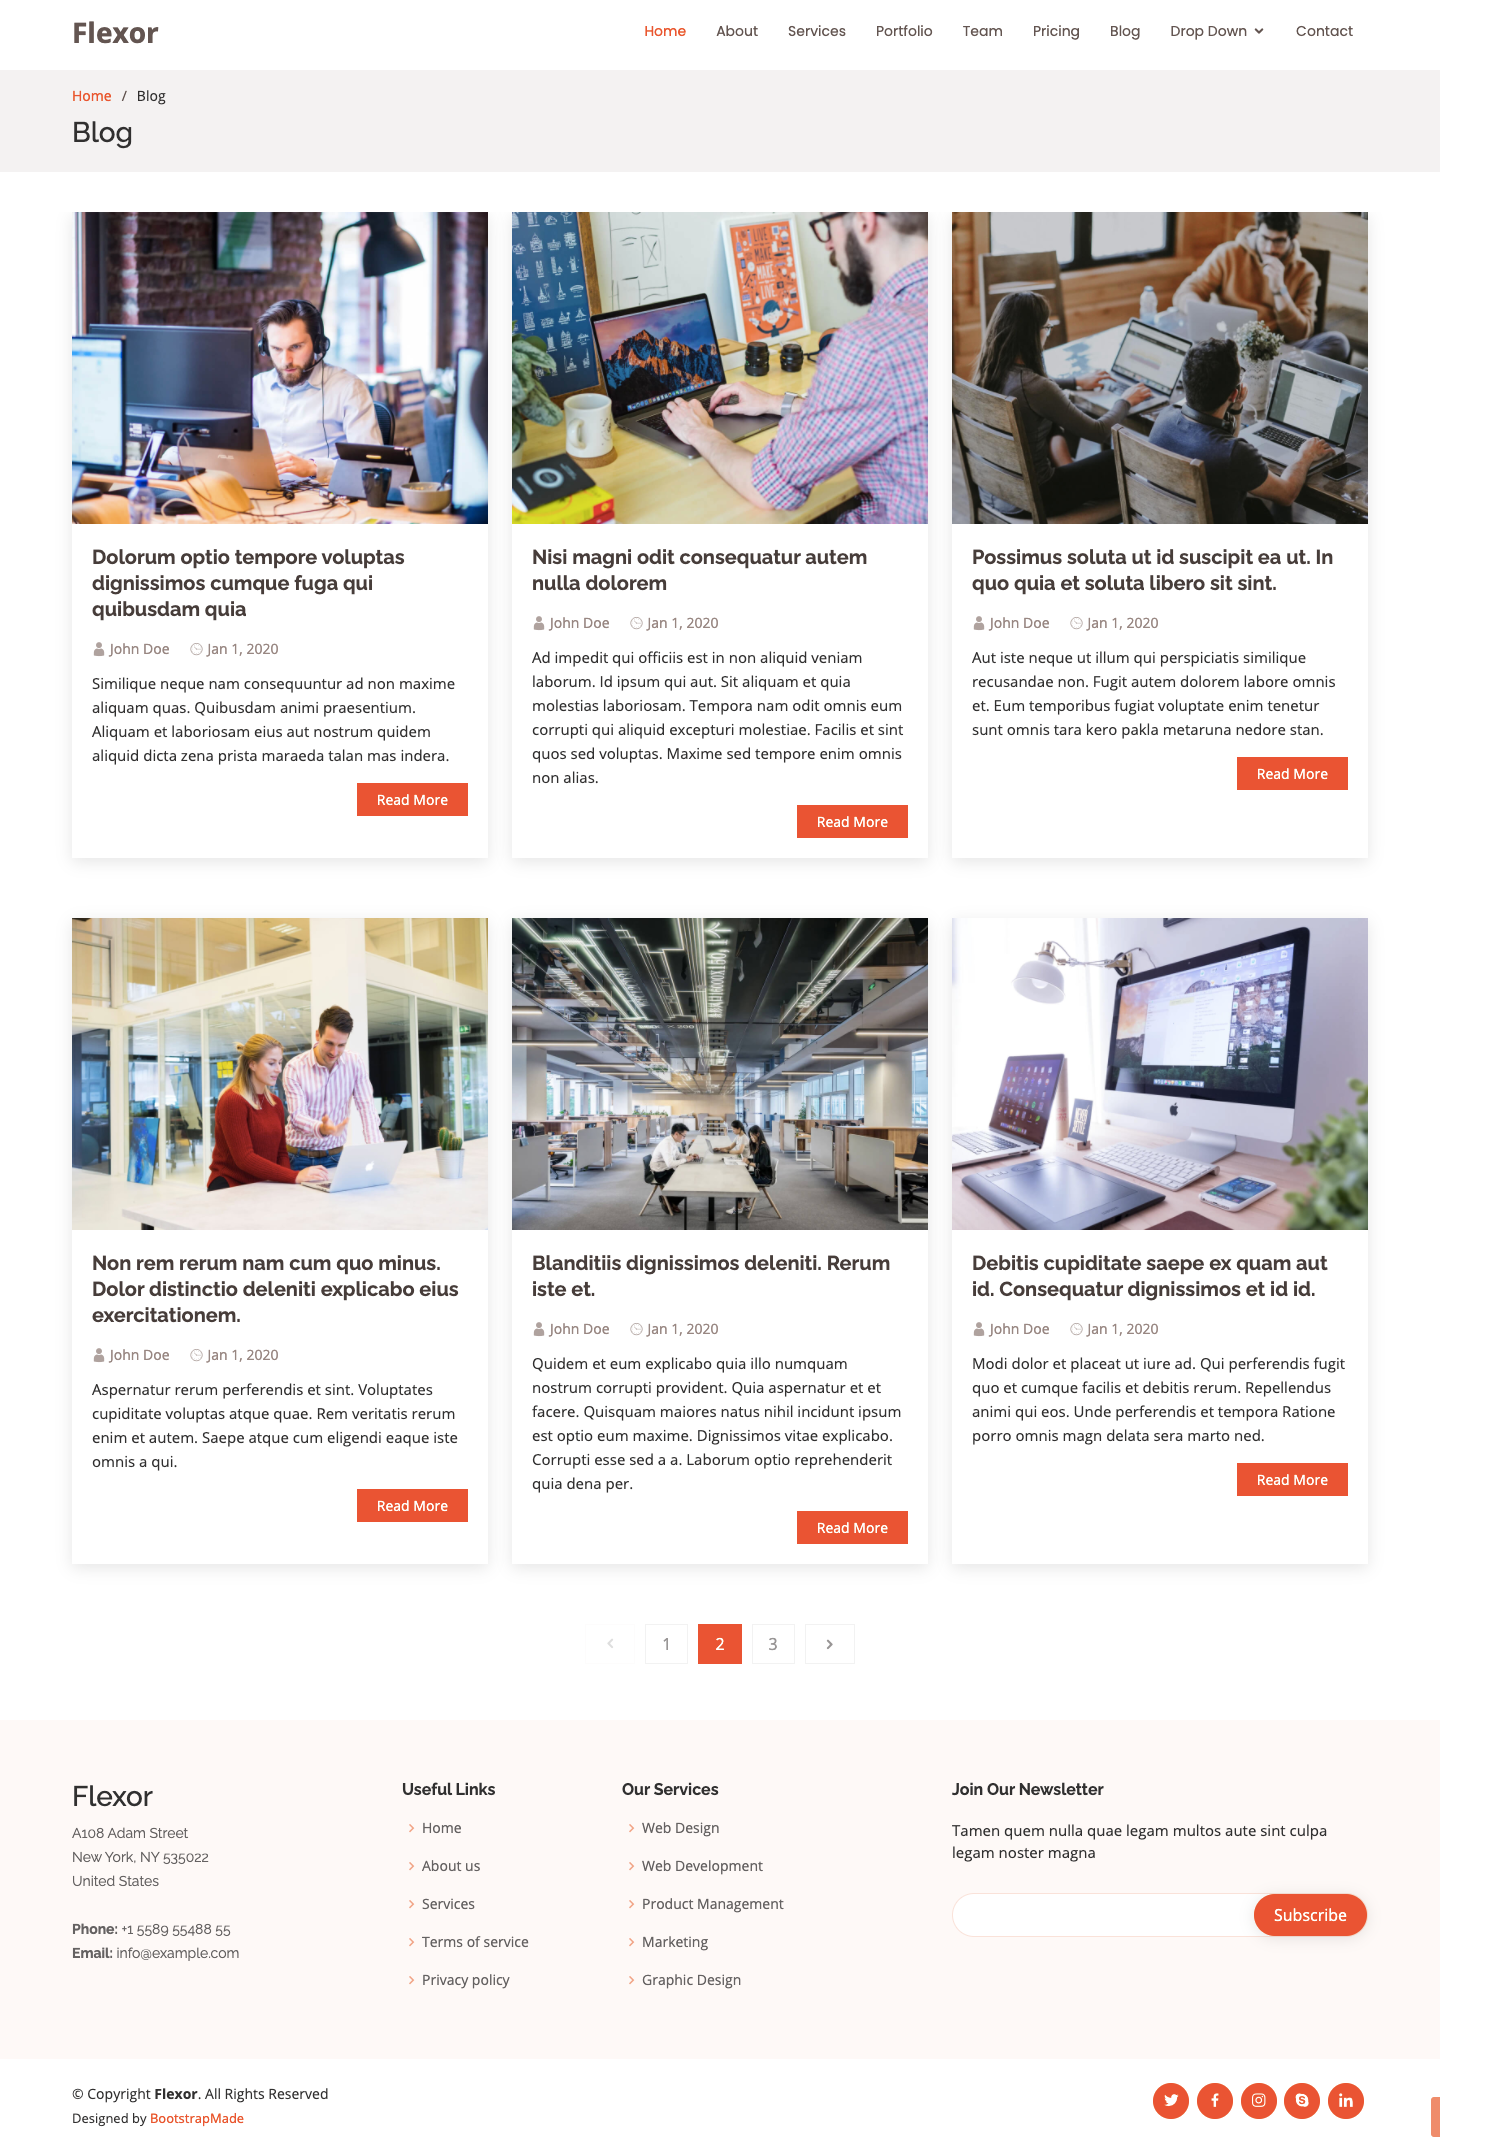 Flexor
Home About Services Portfolio Team Pricing Blog Drop Down Contact
Home / Blog
Blog
Dolorum optio tempore voluptas
dignissimos cumque fuga qui
quibusdam quia
John Doe Jan 1, 2020
Similique neque nam consequuntur ad non maxime
aliquam quas. Quibusdam animi praesentium.
Aliquam et laboriosam eius aut nostrum quidem
aliquid dicta zena prista maraeda talan mas indera.
Read More
LIVE
MAKE
MAKE
LIVE
Nisi magni odit consequatur autem
nulla dolorem
John Doe Jan 1, 2020
Ad impedit qui officiis est in non aliquid veniam
laborum. Id ipsum qui aut. Sit aliquam et quia
molestias laboriosam. Tempora nam odit omnis eum
corrupti qui aliquid excepturi molestiae. Facilis et sint
quos sed voluptas. Maxime sed tempore enim omnis
non alias.
Read More
Possimus soluta ut id suscipit ea ut. In
quo quia et soluta libero sit sint.
John Doe Jan 1, 2020
Aut iste neque ut illum qui perspiciatis similique
recusandae non. Fugit autem dolorem labore omnis
et. Eum temporibus fugiat voluptate enim tenetur
sunt omnis tara kero pakla metaruna nedore stan.
Read More
Non rem rerum nam cum quo minus.
Dolor distinctio deleniti explicabo eius
exercitationem.
John Doe Jan 1, 2020
Aspernatur rerum perferendis et sint. Voluptates
cupiditate voluptas atque quae. Rem veritatis rerum
enim et autem. Saepe atque cum eligendi eaque iste
omnis a qui.
Read More
Blanditiis dignissimos deleniti. Rerum
iste et.
John Doe Jan 1, 2020
Quidem et eum explicabo quia illo numquam
nostrum corrupti provident. Quia aspernatur et et
facere. Quisquam maiores natus nihil incidunt ipsum
est optio eum maxime. Dignissimos vitae explicabo.
Corrupti esse sed a a. Laborum optio reprehenderit
quia dena per.
Read More
Debitis cupiditate saepe ex quam aut
id. Consequatur dignissimos et id id.
John Doe Jan 1, 2020
Modi dolor et placeat ut iure ad. Qui perferendis fugit
quo et cumque facilis et debitis rerum. Repellendus
animi qui eos. Unde perferendis et tempora Ratione
porro omnis magn delata sera marto ned.
Read More
1 2 3
Flexor
A108 Adam Street
New York, NY 535022
United States
Phone: +1 5589 55488 55
Email: info@example.com
Useful Links
Home
About us
Services
Terms of service
Privacy policy
Our Services
Web Design
Web Development
Product Management
Marketing
Graphic Design
Join Our Newsletter
Tamen quem nulla quae legam multos aute sint culpa
legam noster magna
Subscribe
© Copyright Flexor. All Rights Reserved
Designed by BootstrapMade